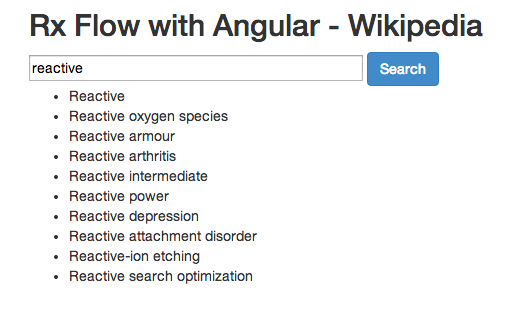 Rx Flow with Angular - Wikipedia
reactive
Search
Reactive
Reactive oxygen species
Reactive armour
Reactive arthritis
Reactive intermediate
Reactive power
Reactive depression
Reactive attachment disorder
Reactive-ion etching
Reactive search optimization